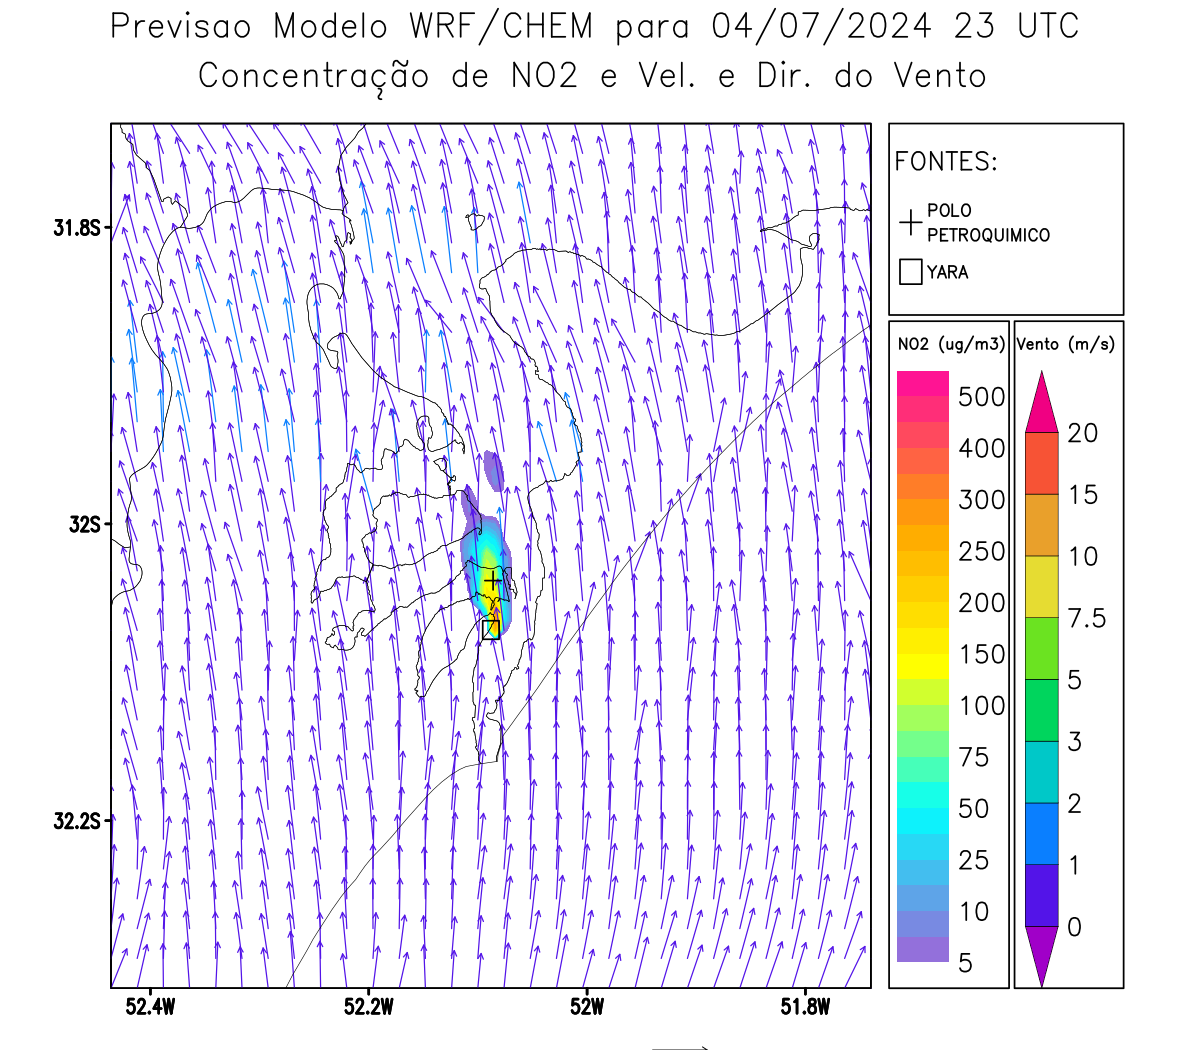 Previsao Modelo WRF/CHEM para 04/07/2024 23 UTC
Concentração de NO2 e Vel. e Dir. do Vento
FONTES:
POLO
PETROQUIMICO
YARA
NO2 (ug/m3)
500
400
300
250
200
150
100
75
50
25
10
5
Vento (m/s)
20
15
10
7.5
5
3
2
1
0
31.8S
32S
32.2S
52.4W
52.2W
52W
51.8W